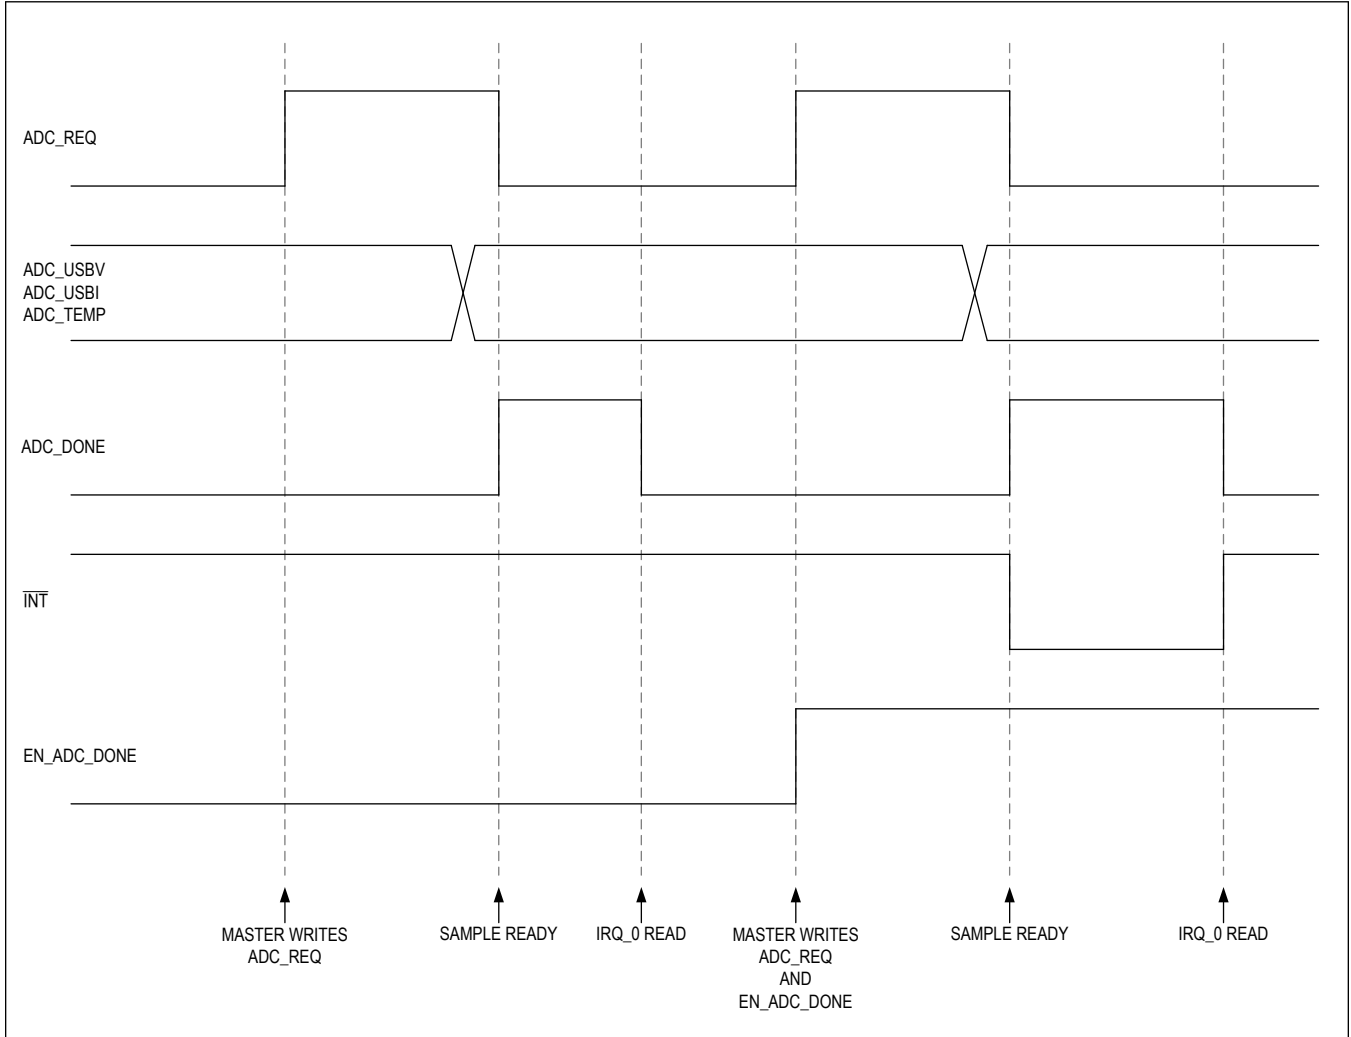 ADC_REQ
ADC_USBV
ADC_USBI
ADC_TEMP
ADC_DONE
INT
EN_ADC_DONE
MASTER WRITES
ADC_REQ
SAMPLE READY
IRQ_0 READ
MASTER WRITES
ADC_REQ
AND
EN_ADC_DONE
SAMPLE READY
IRQ_0 READ